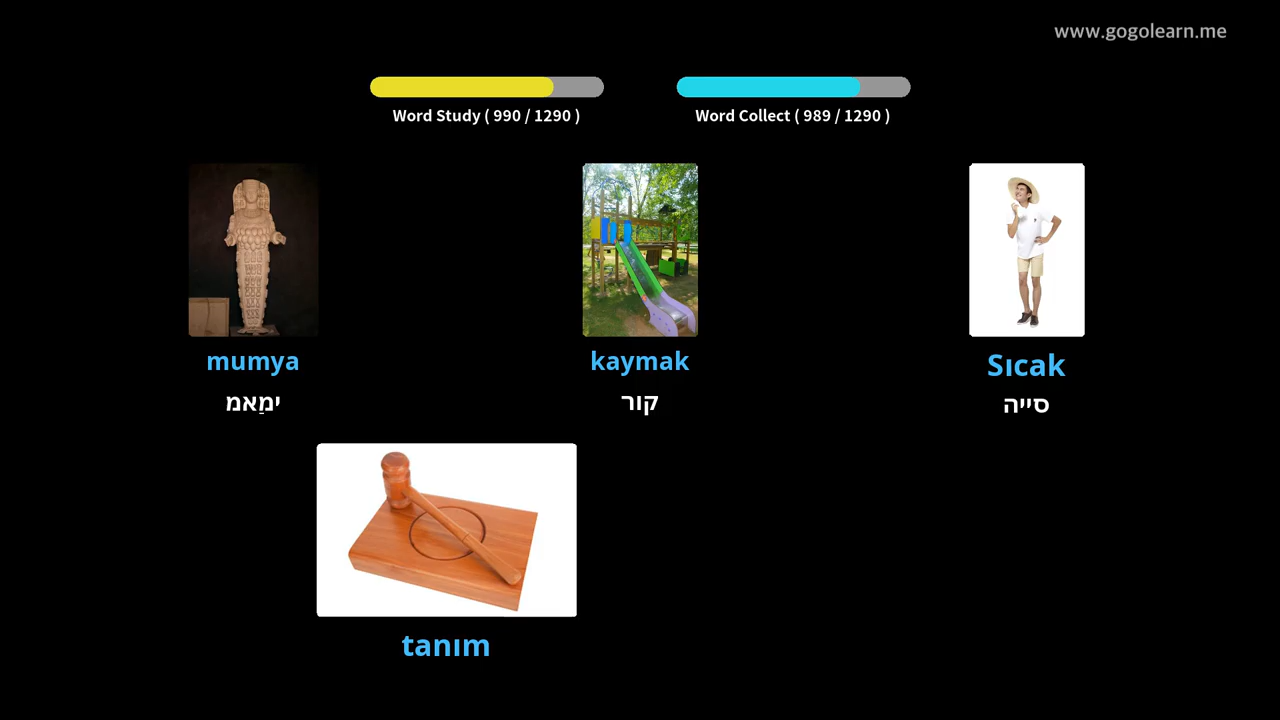 www.gogolearn.me
Word Study ( 990 / 1290 )
Word Collect ( 989 / 1290 )
mumya
kaymak
Sıcak
ימַאמ
קור
סייה
tanım